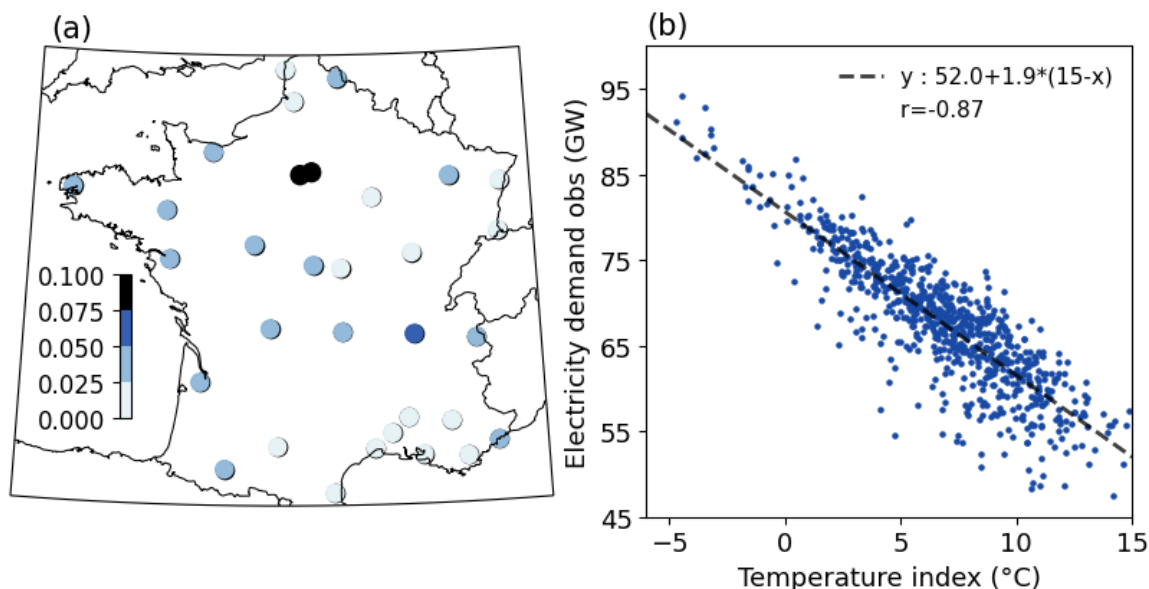 (a)
0.100
0.075
0.050
0.025
0.000
(b)
95
85
75
65
55
45
Electricity demand obs (GW)
y : 52.0+1.9*(15-x)
r=-0.87
−5
0
5
10
15
Temperature index (°C)